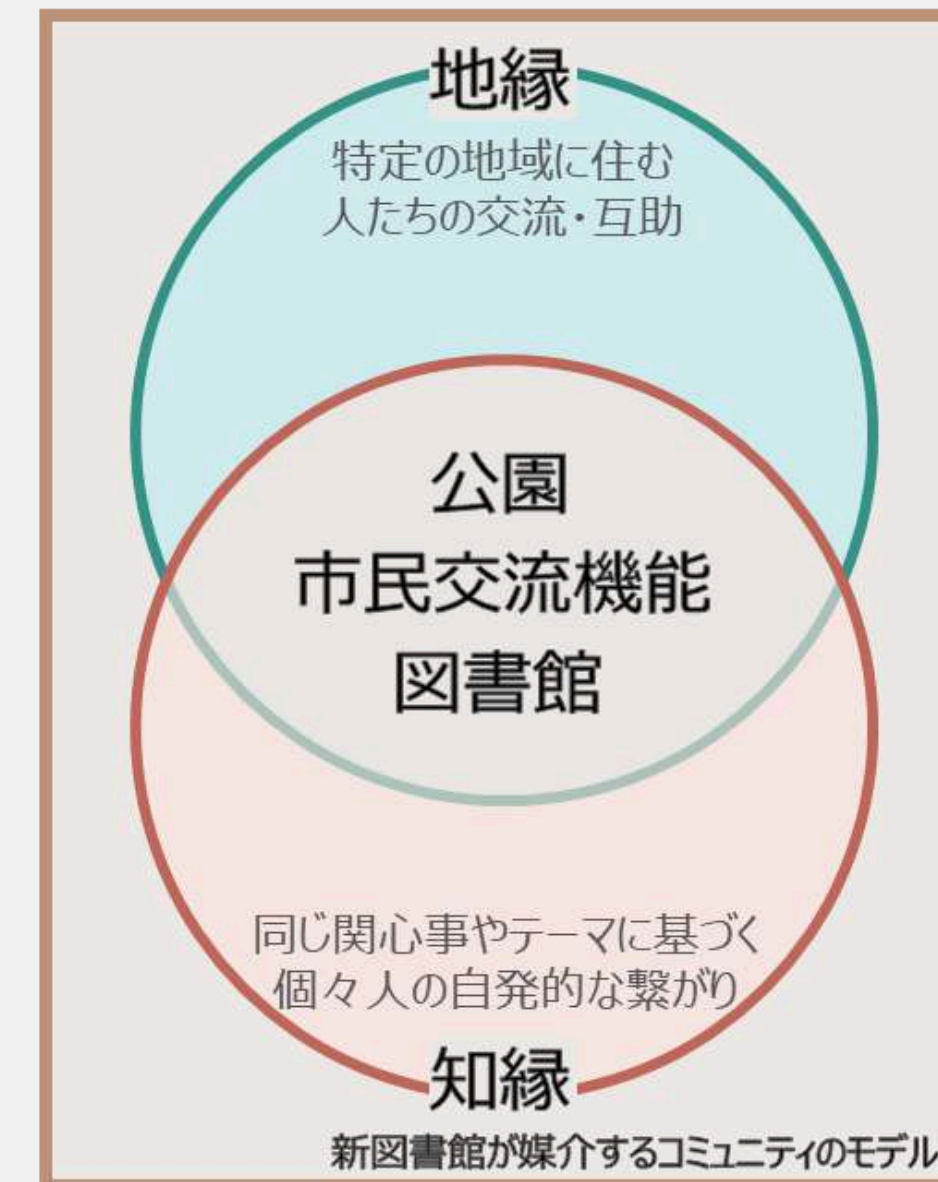 地縁
特定の地域に住む
人たちの交流・互助
公園
市民交流機能
図書館
同じ関心事やテーマに基づく
個々人の自発的な繋がり
知縁
新図書館が媒介するコミュニティのモデル